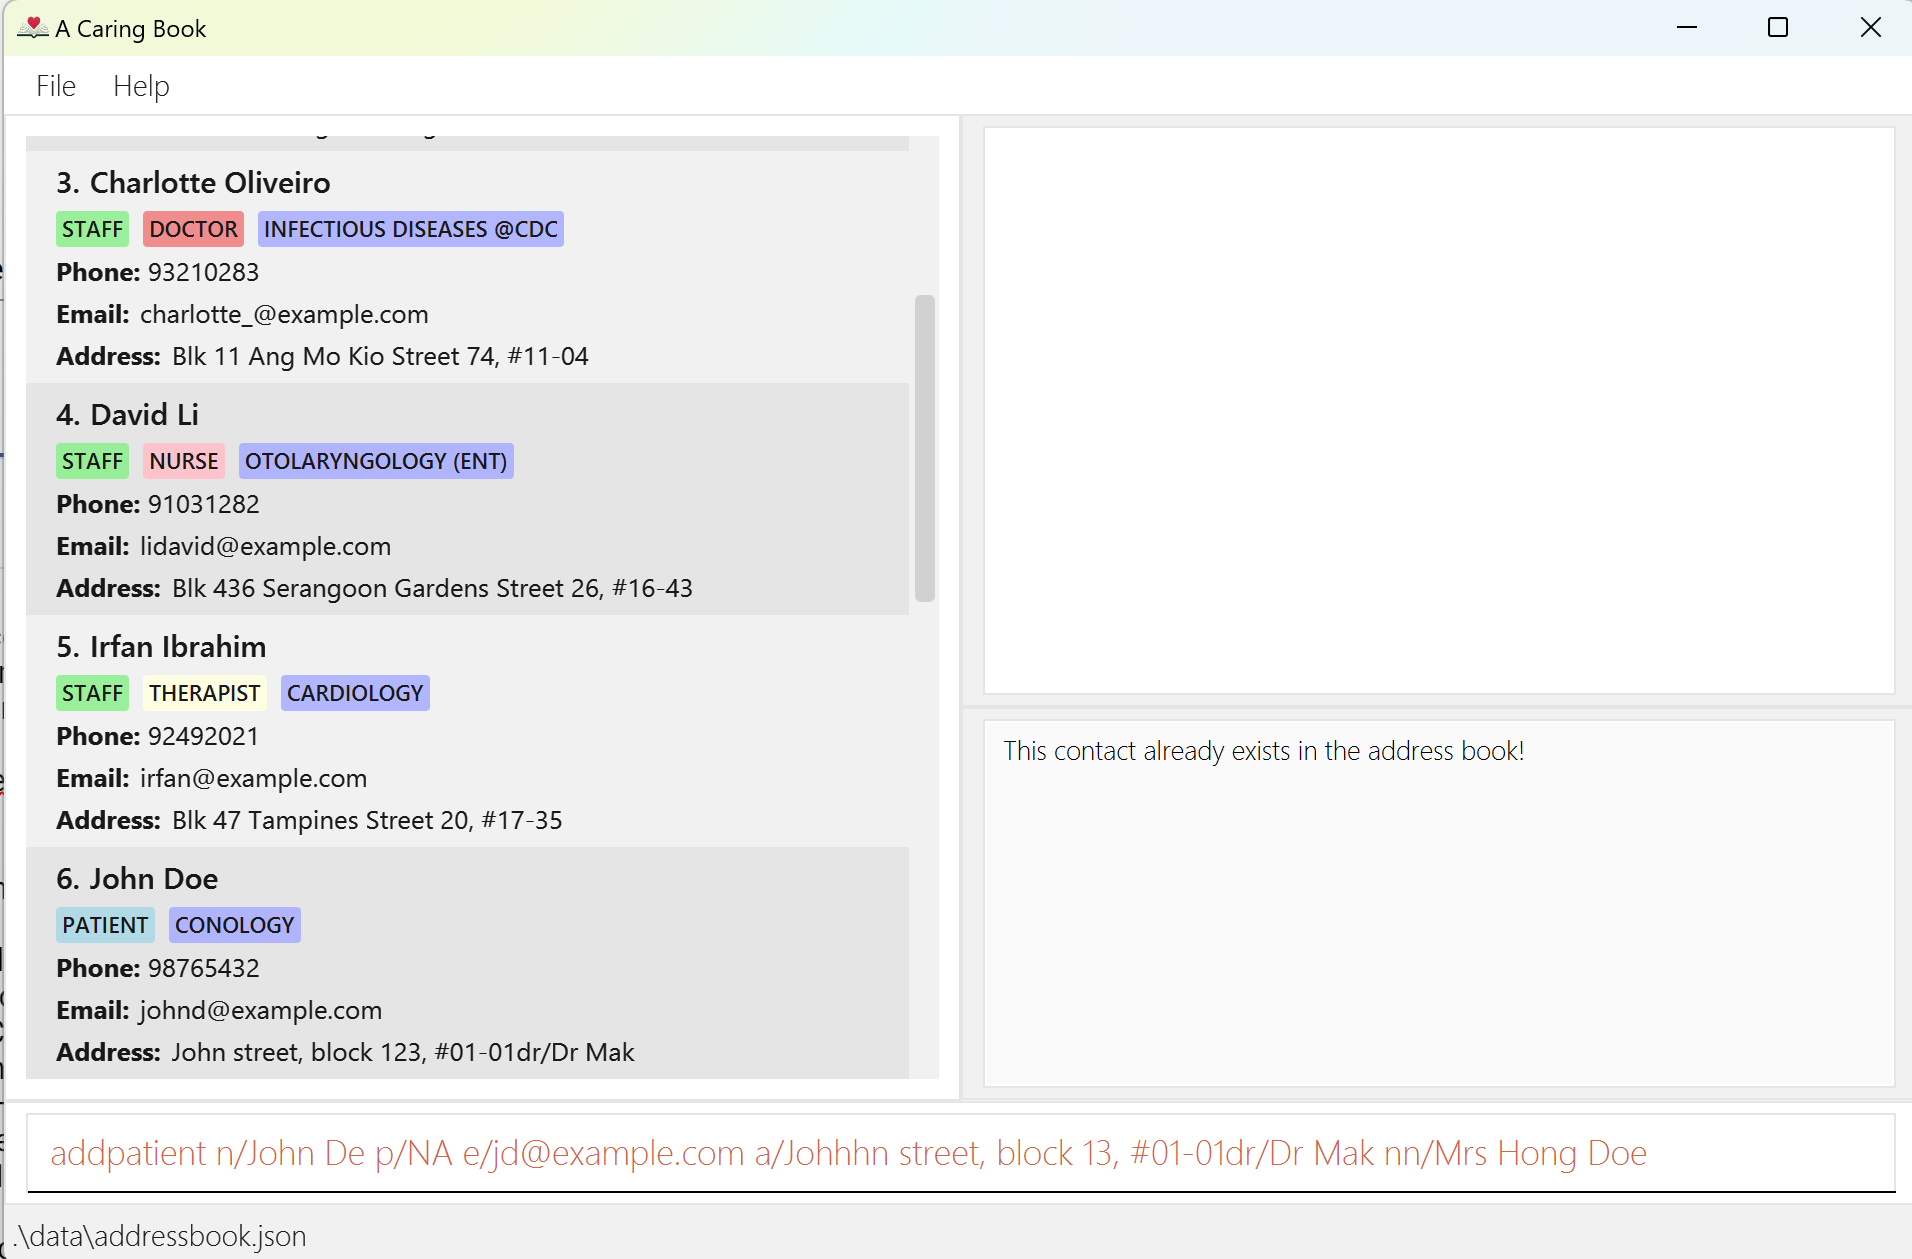 A Caring Book
File Help
3. Charlotte Oliveiro
STAFF DOCTOR INFECTIOUS DISEASES @CDC
Phone: 93210283
Email: charlotte_@example.com
Address: Blk 11 Ang Mo Kio Street 74, #11-04
4. David Li
STAFF NURSE OTOLARYNGOLOGY (ENT)
Phone: 91031282
Email: lidavid@example.com
Address: Blk 436 Serangoon Gardens Street 26, #16-43
5. Irfan Ibrahim
STAFF THERAPIST CARDIOLOGY
Phone: 92492021
Email: irfan@example.com
Address: Blk 47 Tampines Street 20, #17-35
6. John Doe
PATIENT CONOLOGY
Phone: 98765432
Email: johnd@example.com
Address: John street, block 123, #01-01dr/Dr Mak
This contact already exists in the address book!
addpatient n/John De p/NA e/jd@example.com a/Johhhn street, block 13, #01-01dr/Dr Mak nn/Mrs Hong Doe
.\data\addressbook.json